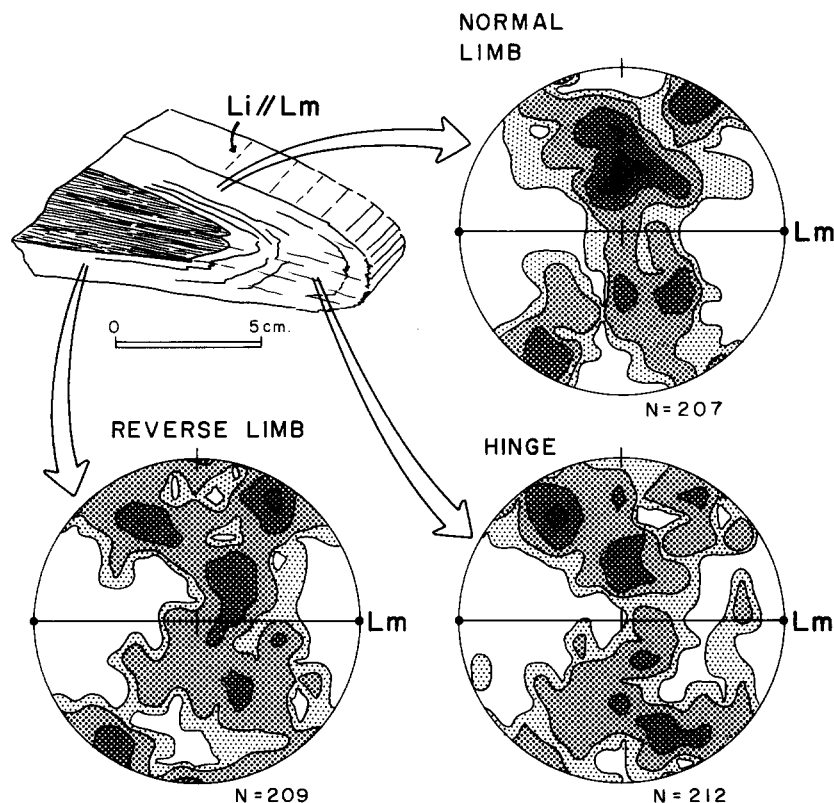 NORMAL
LIMB
Li//Lm
Lm
0 5cm.
N=207
REVERSE LIMB
HINGE
Lm
Lm
N=209
N=212